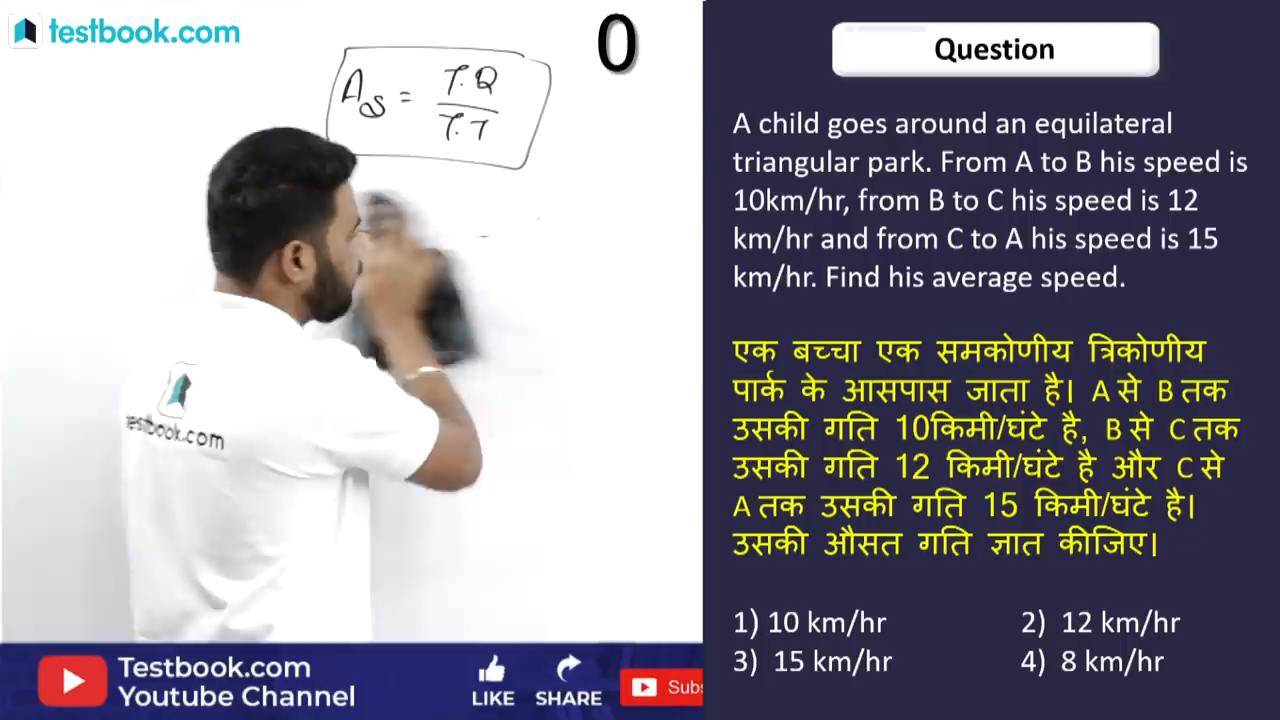 testbook.com
0
As = T.D
T.T
testbook.com
Question
A child goes around an equilateral
triangular park. From A to B his speed is
10km/hr, from B to C his speed is 12
km/hr and from C to A his speed is 15
km/hr. Find his average speed.
एक बच्चा एक समकोणीय त्रिकोणीय
पार्क के आसपास जाता है। A से B तक
उसकी गति 10किमी/घंटे है, B से C तक
उसकी गति 12 किमी/घंटे है और C से
A तक उसकी गति 15 किमी/घंटे है।
उसकी औसत गति ज्ञात कीजिए।
1) 10 km/hr 2) 12 km/hr
3) 15 km/hr 4) 8 km/hr
Testbook.com
Youtube Channel
LIKE SHARE Subs